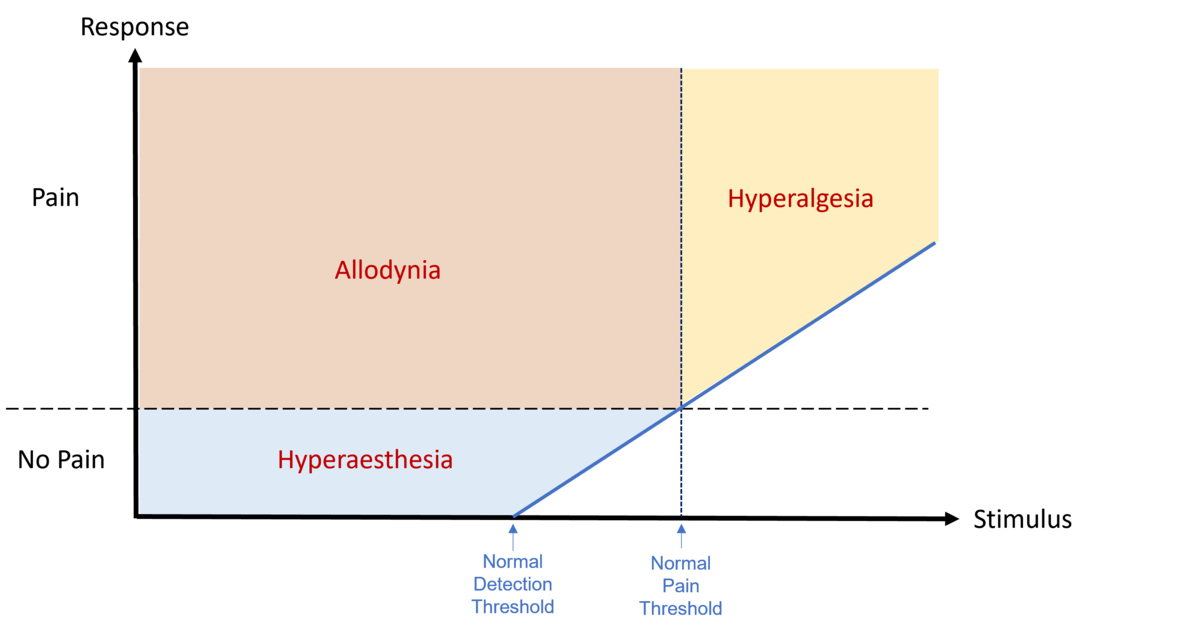 Response
Pain
Hyperalgesia
Allodynia
No Pain
Hyperaesthesia
Stimulus
Normal
Detection
Threshold
Normal
Pain
Threshold